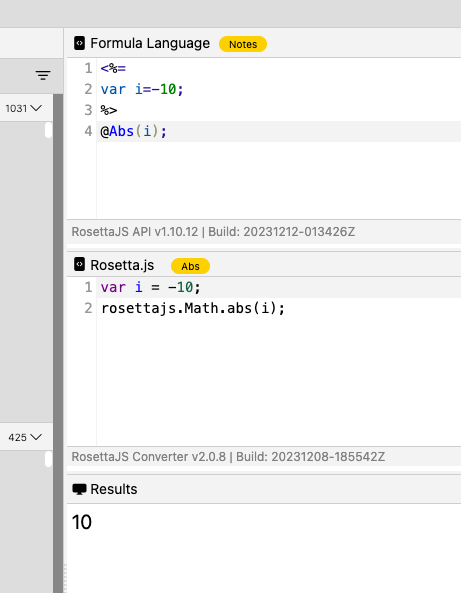 Formula Language Notes
1031
1 <%=
2 var i=-10;
3 %>
4 @Abs(i);
RosettaJS API v1.10.12 | Build: 20231212-013426Z
Rosetta.js Abs
1 var i = -10;
2 rosettajs.Math.abs(i);
425
RosettaJS Converter v2.0.8 | Build: 20231208-185542Z
Results
10